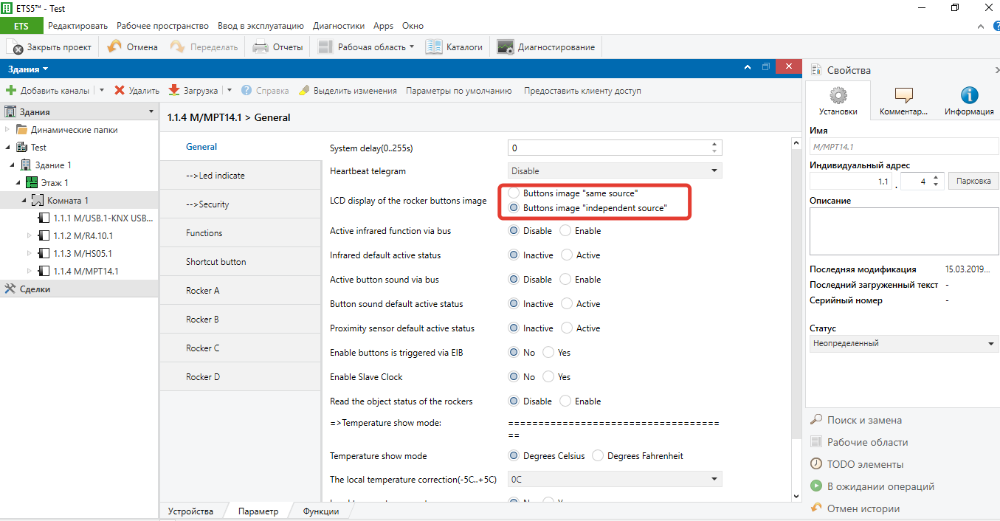 ETS5™ - Test
ETS Редактировать Рабочее пространство Ввод в эксплуатацию Диагностики Apps Окно
Закрыть проект Отмена Переделать Отчеты Рабочая область Каталоги Диагностирование
Здания
Добавить каналы Удалить Загрузка Справка Выделить изменения Параметры по умолчанию Предоставить клиенту доступ
Здания
Динамические папки
Test
Здание 1
Этаж 1
Комната 1
1.1.1 M/USB.1-KNX USB...
1.1.2 M/R4.10.1
1.1.3 M/HS05.1
1.1.4 M/MPT14.1
Сделки
1.1.4 M/MPT14.1 > General
General
-->Led indicate
-->Security
Functions
Shortcut button
Rocker A
Rocker B
Rocker C
Rocker D
System delay(0..255s) 0
Heartbeat telegram Disable
LCD display of the rocker buttons image Buttons image "same source"
Buttons image "independent source"
Active infrared function via bus Disable Enable
Infrared default active status Inactive Active
Active button sound via bus Disable Enable
Button sound default active status Inactive Active
Proximity sensor default active status Inactive Active
Enable buttons is triggered via EIB No Yes
Enable Slave Clock No Yes
Read the object status of the rockers Disable Enable
=>Temperature show mode: ===================================
==
Temperature show mode Degrees Celsius Degrees Fahrenheit
The local temperature correction(-5C..+5C) 0C
Устройства Параметр Функции
Свойства
Установки Комментар... Информация
Имя
M/MPT14.1
Индивидуальный адрес
1.1 . 4 Парковка
Описание
Последняя модификация 15.03.2019...
Последний загруженный текст -
Серийный номер -
Статус
Неопределенный
Поиск и замена
Рабочие области
TODO элементы
В ожидании операций
Отмен истории